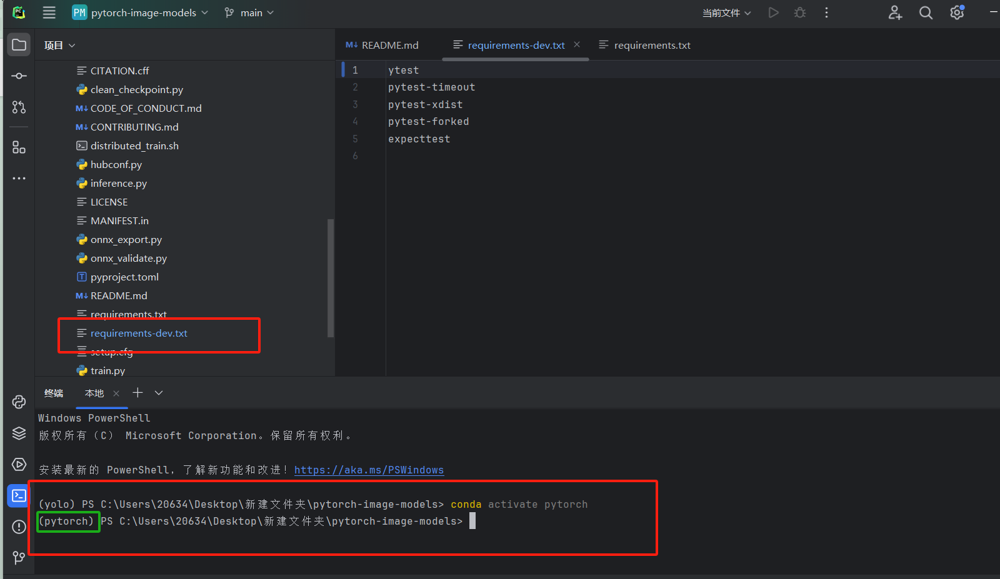 PC
PM pytorch-image-models
main
当前文件
项目
CITATION.cff
clean_checkpoint.py
M↓ CODE_OF_CONDUCT.md
M↓ CONTRIBUTING.md
distributed_train.sh
hubconf.py
inference.py
LICENSE
MANIFEST.in
onnx_export.py
onnx_validate.py
T pyproject.toml
M↓ README.md
requirements.txt
requirements-dev.txt
setup.cfg
train.py
M↓ README.md
requirements-dev.txt
requirements.txt
1 ytest
2 pytest-timeout
3 pytest-xdist
4 pytest-forked
5 expecttest
6
终端
本地
Windows PowerShell
版权所有（C） Microsoft Corporation。保留所有权利。
安装最新的 PowerShell，了解新功能和改进！https://aka.ms/PSWindows
(yolo) PS C:\Users\20634\Desktop\新建文件夹\pytorch-image-models> conda activate pytorch
(pytorch) PS C:\Users\20634\Desktop\新建文件夹\pytorch-image-models>